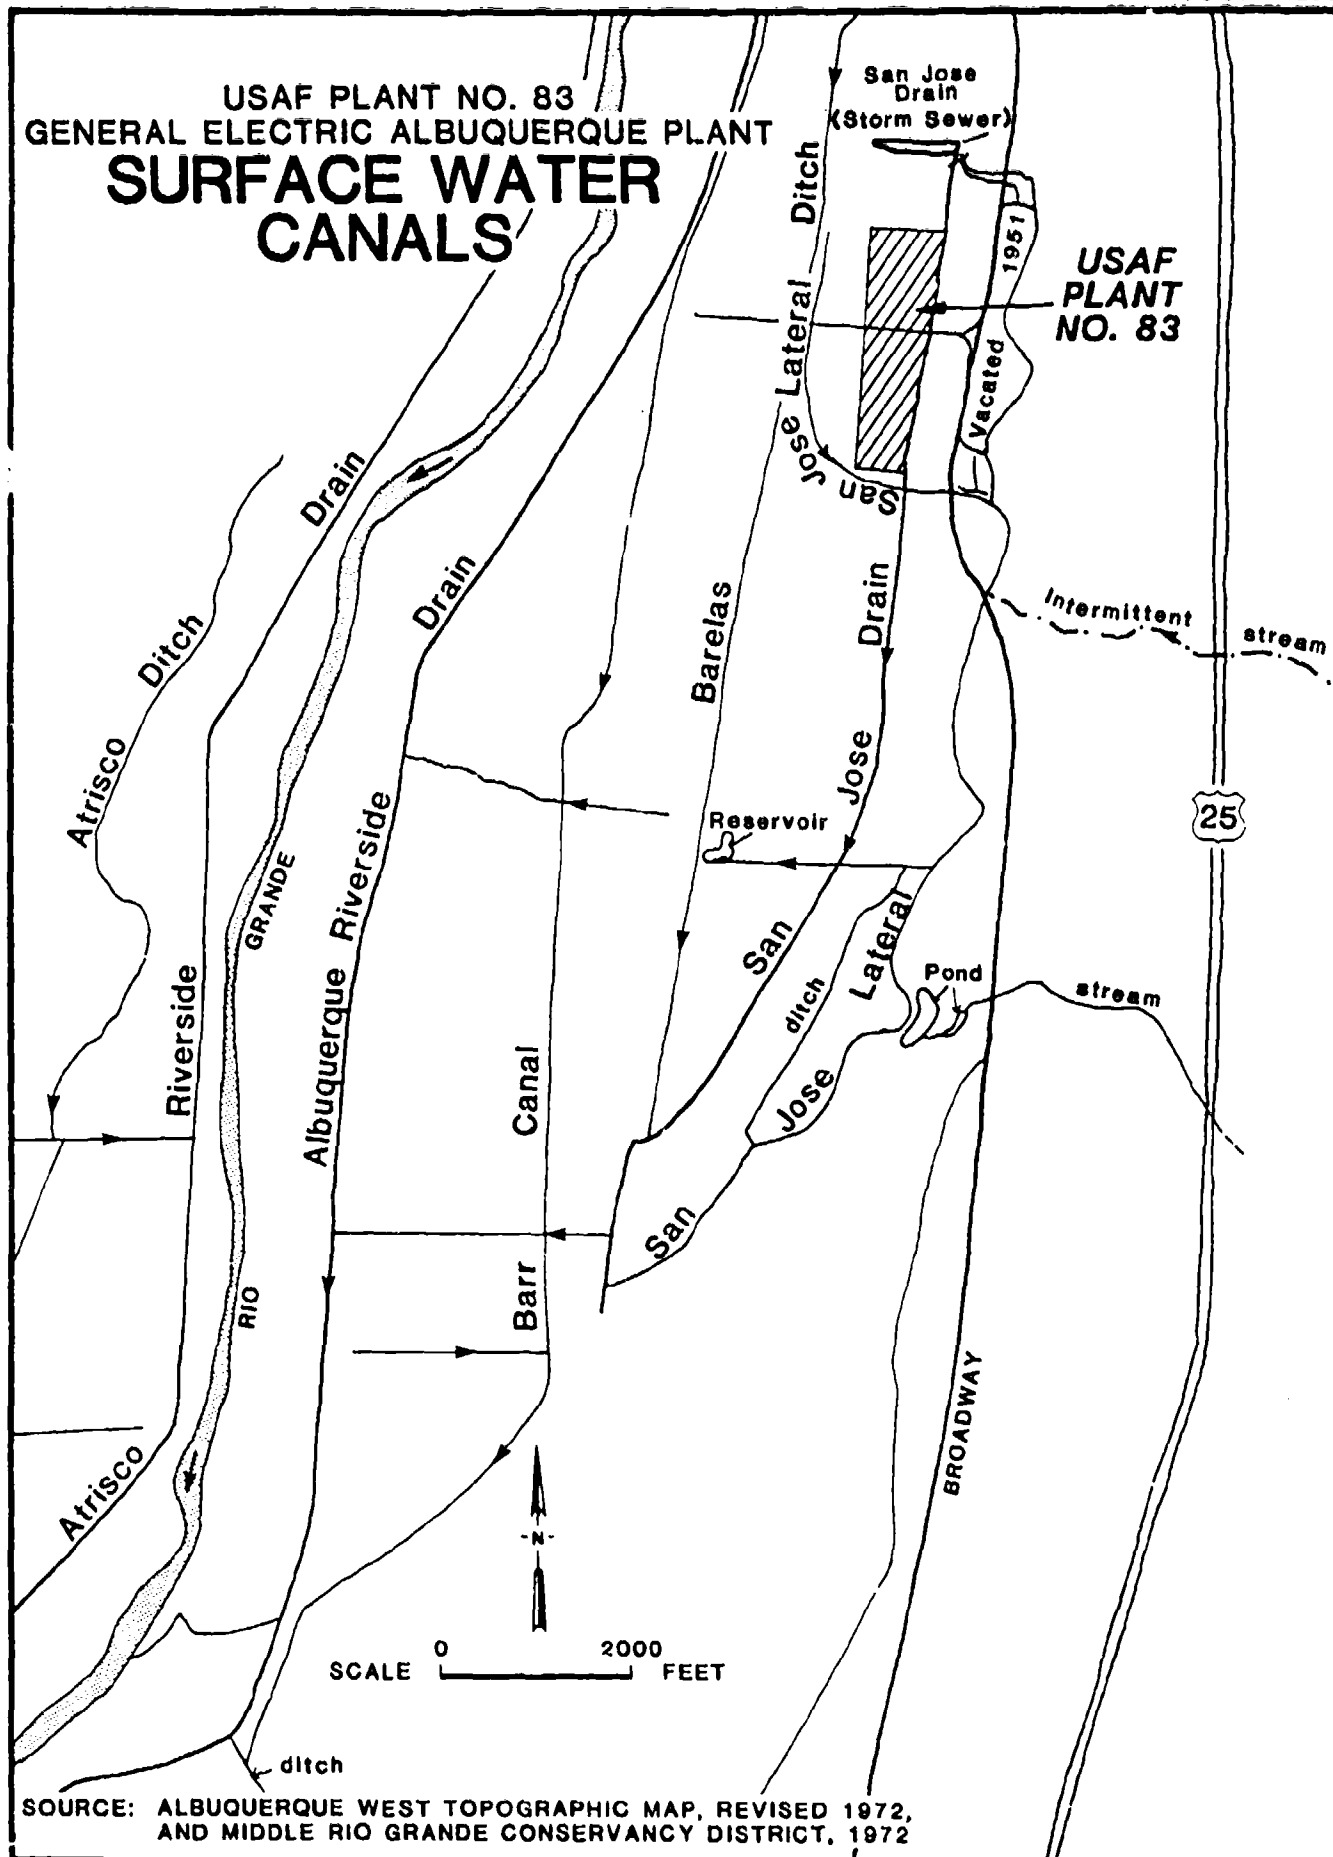 USAF PLANT NO. 83
GENERAL ELECTRIC ALBUQUERQUE PLANT
SURFACE WATER
CANALS
San Jose
Drain
(Storm Sewer)
San Jose Lateral Ditch
1951
Vacated
USAF
PLANT
NO. 83
Intermittent stream
25
Atrisco Ditch
Atrisco Riverside Drain
RIO GRANDE
Albuquerque Riverside Drain
Barr Canal
Barelas
San Jose Drain
Reservoir
ditch
San Jose Lateral
Pond
stream
BROADWAY
-N-
0 2000
SCALE FEET
ditch
SOURCE: ALBUQUERQUE WEST TOPOGRAPHIC MAP, REVISED 1972,
AND MIDDLE RIO GRANDE CONSERVANCY DISTRICT, 1972